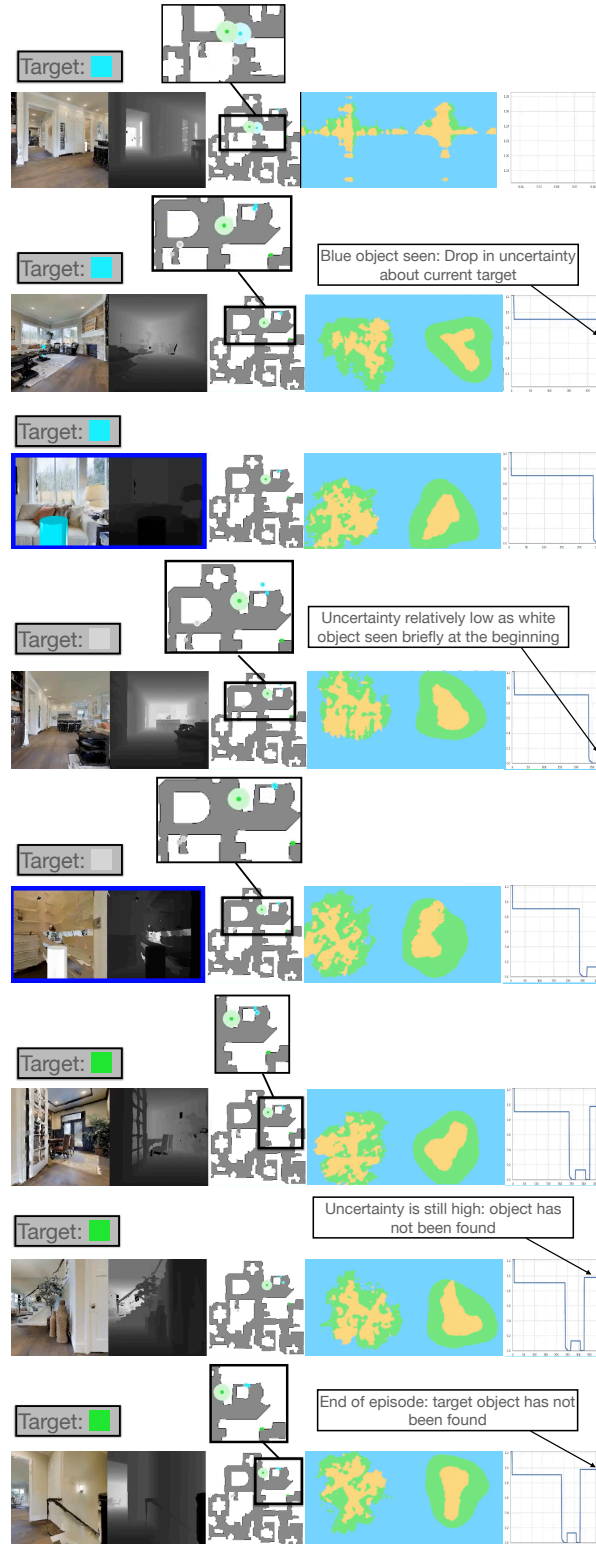 Target:
Target:
Blue object seen: Drop in uncertainty
about current target
Target:
Target:
Uncertainty relatively low as white
object seen briefly at the beginning
Target:
Target:
Target:
Uncertainty is still high: object has
not been found
Target:
End of episode: target object has not
been found